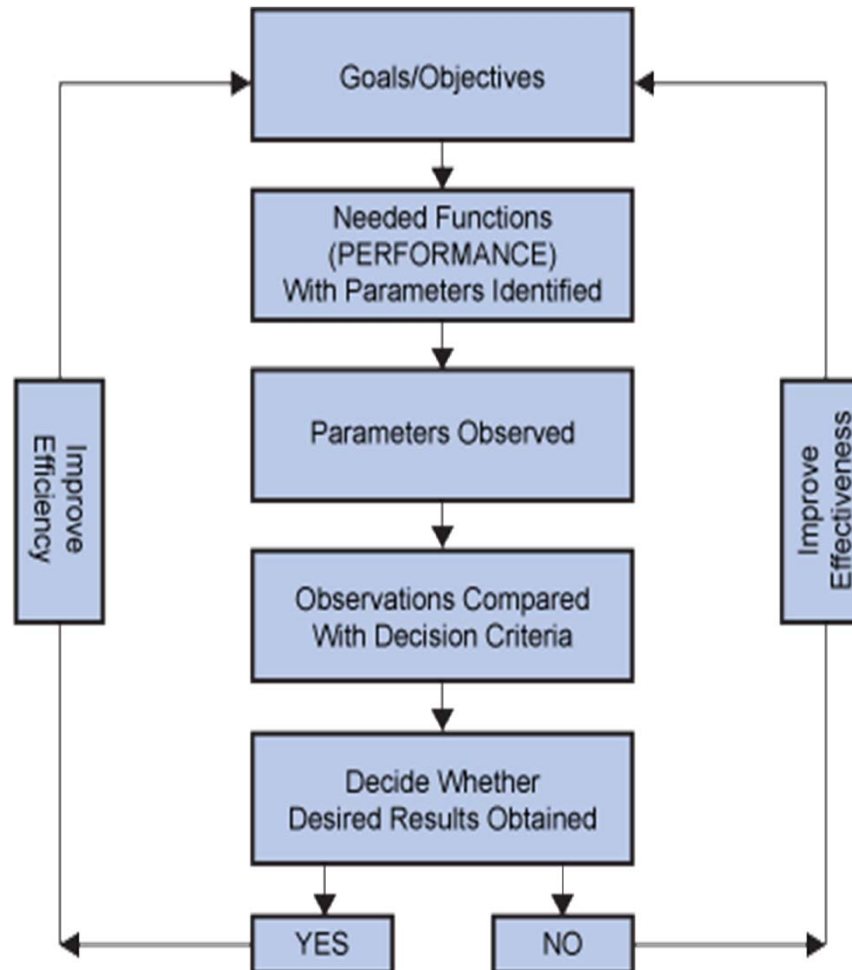 Goals/Objectives
Needed Functions
(PERFORMANCE)
With Parameters Identified
Parameters Observed
Improve
Efficiency
Improve
Effectiveness
Observations Compared
With Decision Criteria
Decide Whether
Desired Results Obtained
YES
NO